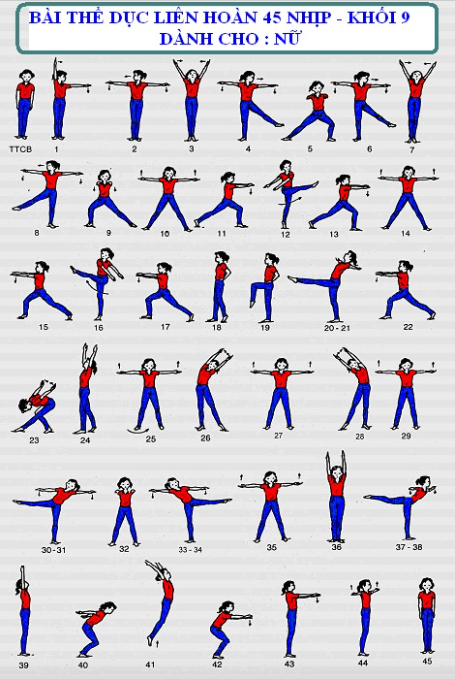 BÀI THỂ DỤC LIÊN HOÀN 45 NHỊP - KHỐI 9
DÀNH CHO : NỮ
TTCB 1 2 3 4 5 6 7
8 9 10 11 12 13 14
15 16 17 18 19 20 - 21 22
23 24 25 26 27 28 29
30 - 31 32 33 - 34 35 36 37 - 38
39 40 41 42 43 44 45